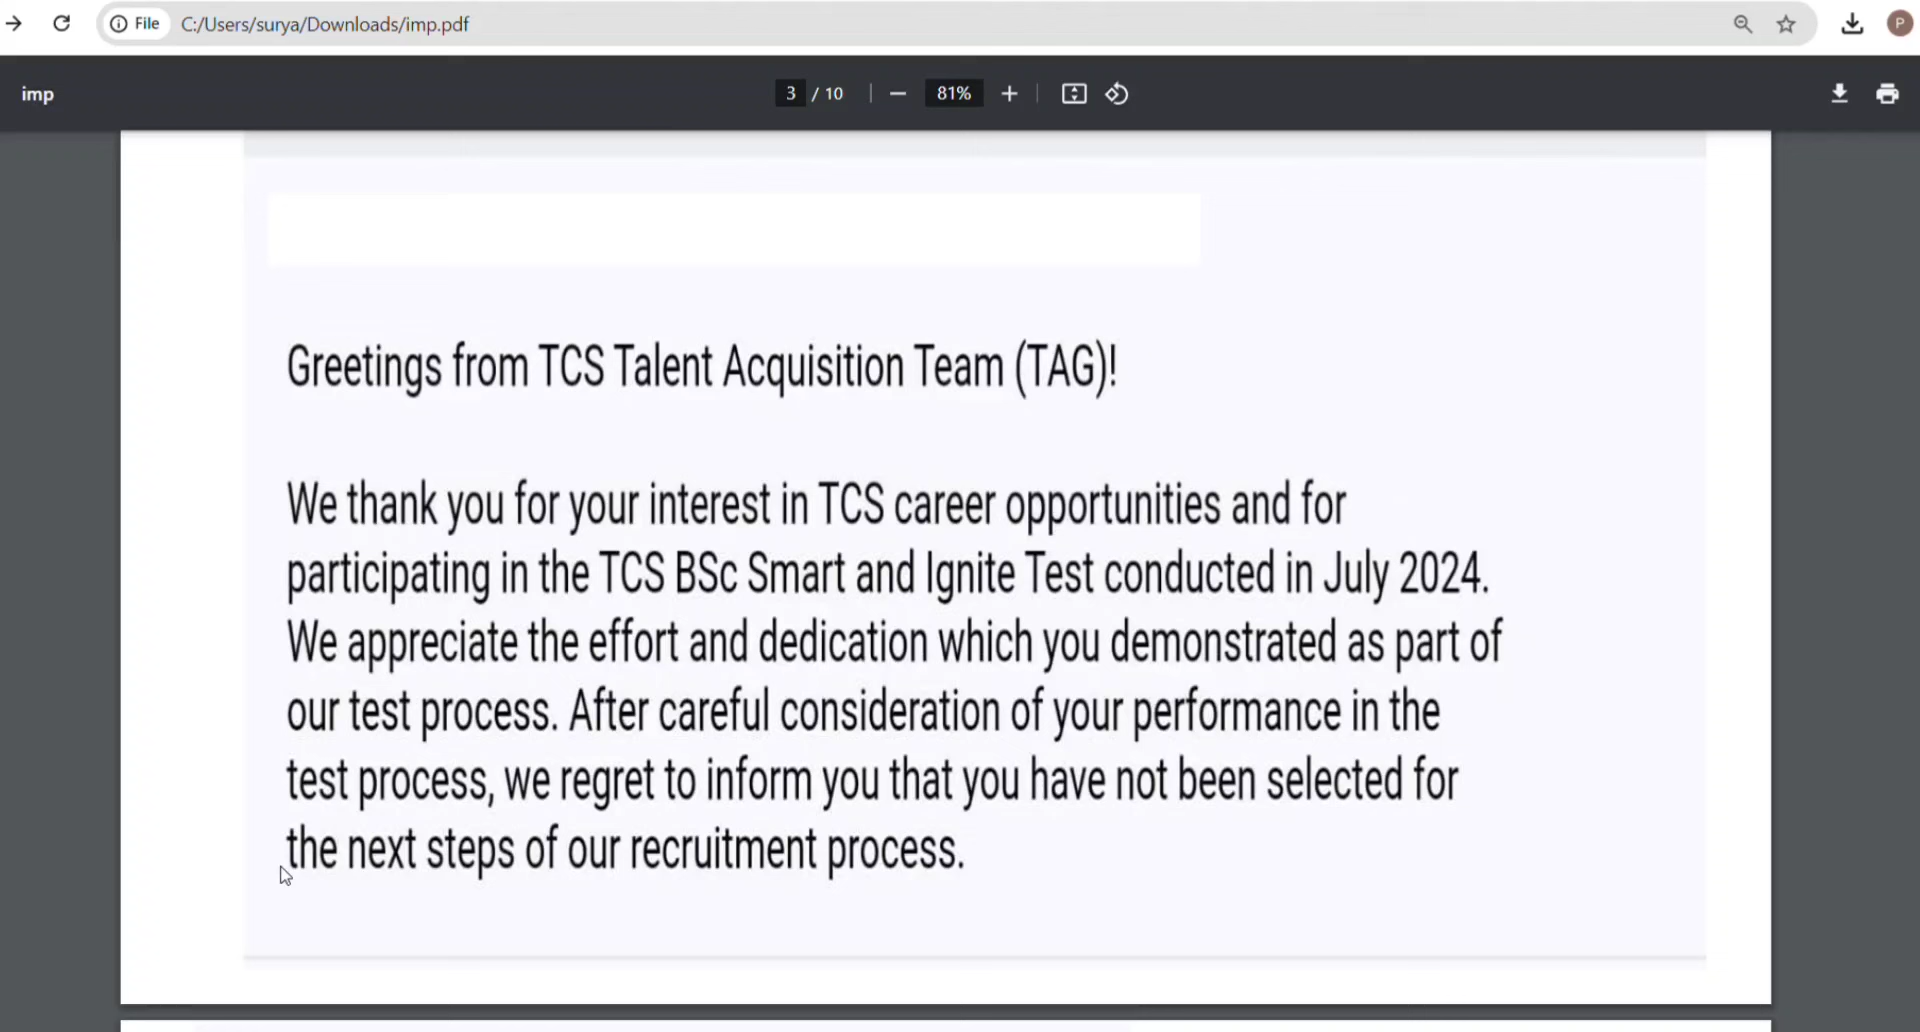 File C:/Users/surya/Downloads/imp.pdf P
imp 3 / 10 81%
Greetings from TCS Talent Acquisition Team (TAG)!
We thank you for your interest in TCS career opportunities and for
participating in the TCS BSc Smart and Ignite Test conducted in July 2024.
We appreciate the effort and dedication which you demonstrated as part of
our test process. After careful consideration of your performance in the
test process, we regret to inform you that you have not been selected for
the next steps of our recruitment process.